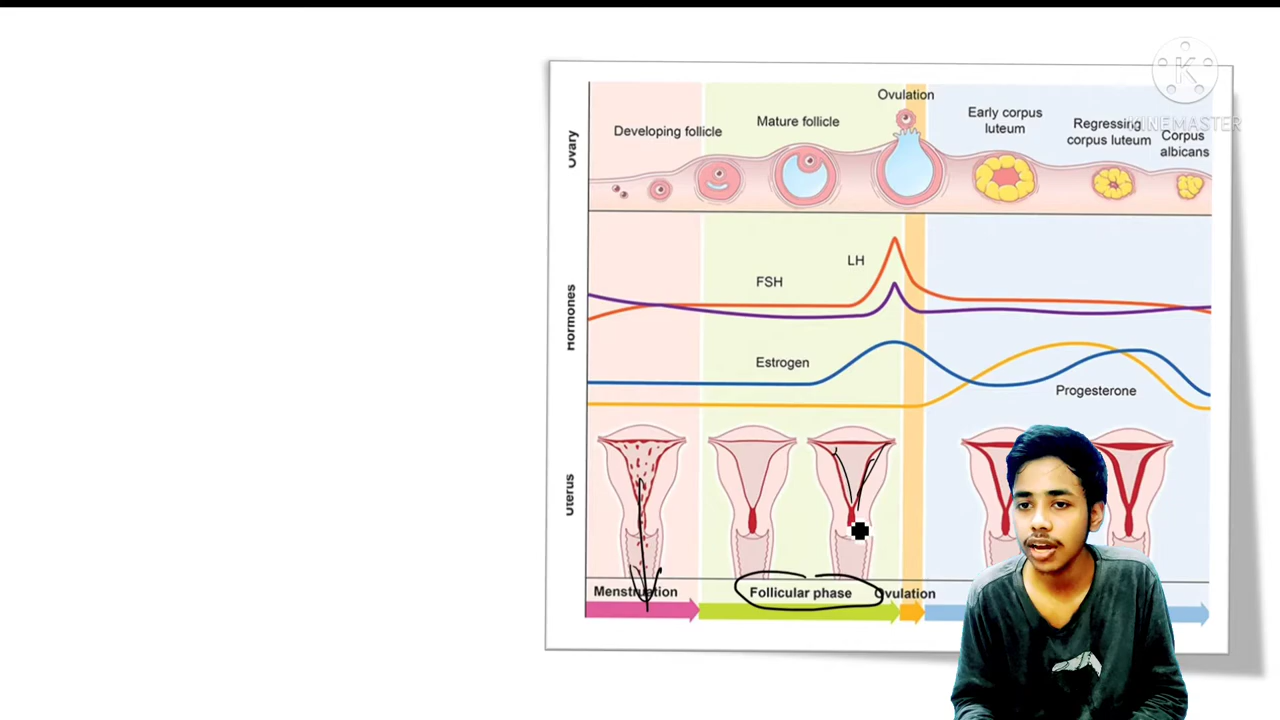 K
KINEMASTER
Ovulation
Early corpus
luteum
Mature follicle
Developing follicle
Regressing
corpus luteum
Corpus
albicans
Ovary
LH
FSH
Hormones
Estrogen
Progesterone
Uterus
Menstruation
Follicular phase
Ovulation